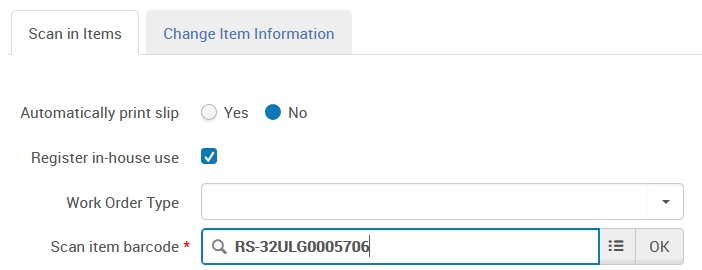 Scan in Items Change Item Information
Automatically print slip Yes No
Register in-house use
Work Order Type
Scan item barcode * RS-32ULG0005706 OK